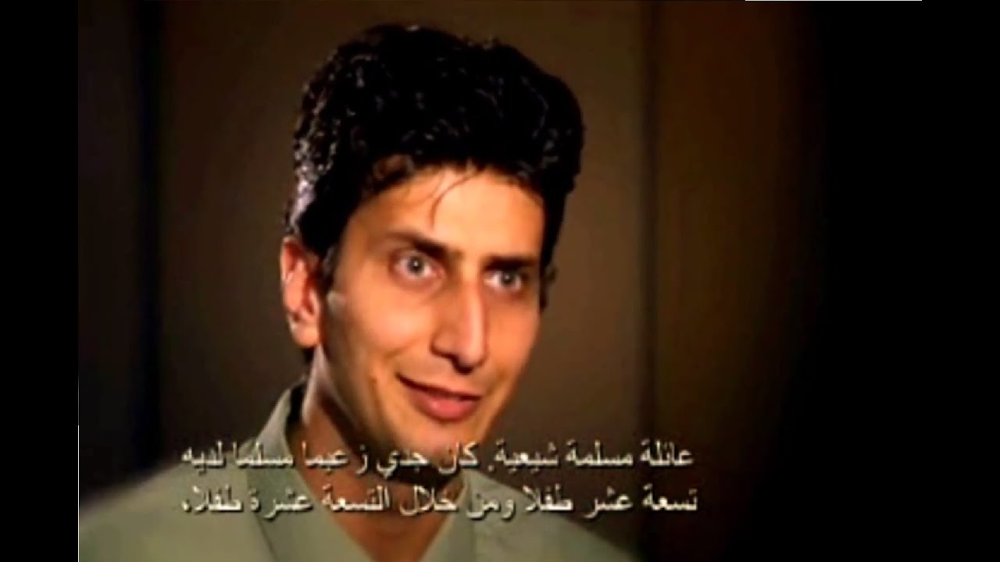 عائلة مسلمة شيعية. كان جدي زعيما مسلما لديه
تسعة عشر طفلا ومن خلال التسعة عشرة طفلا،